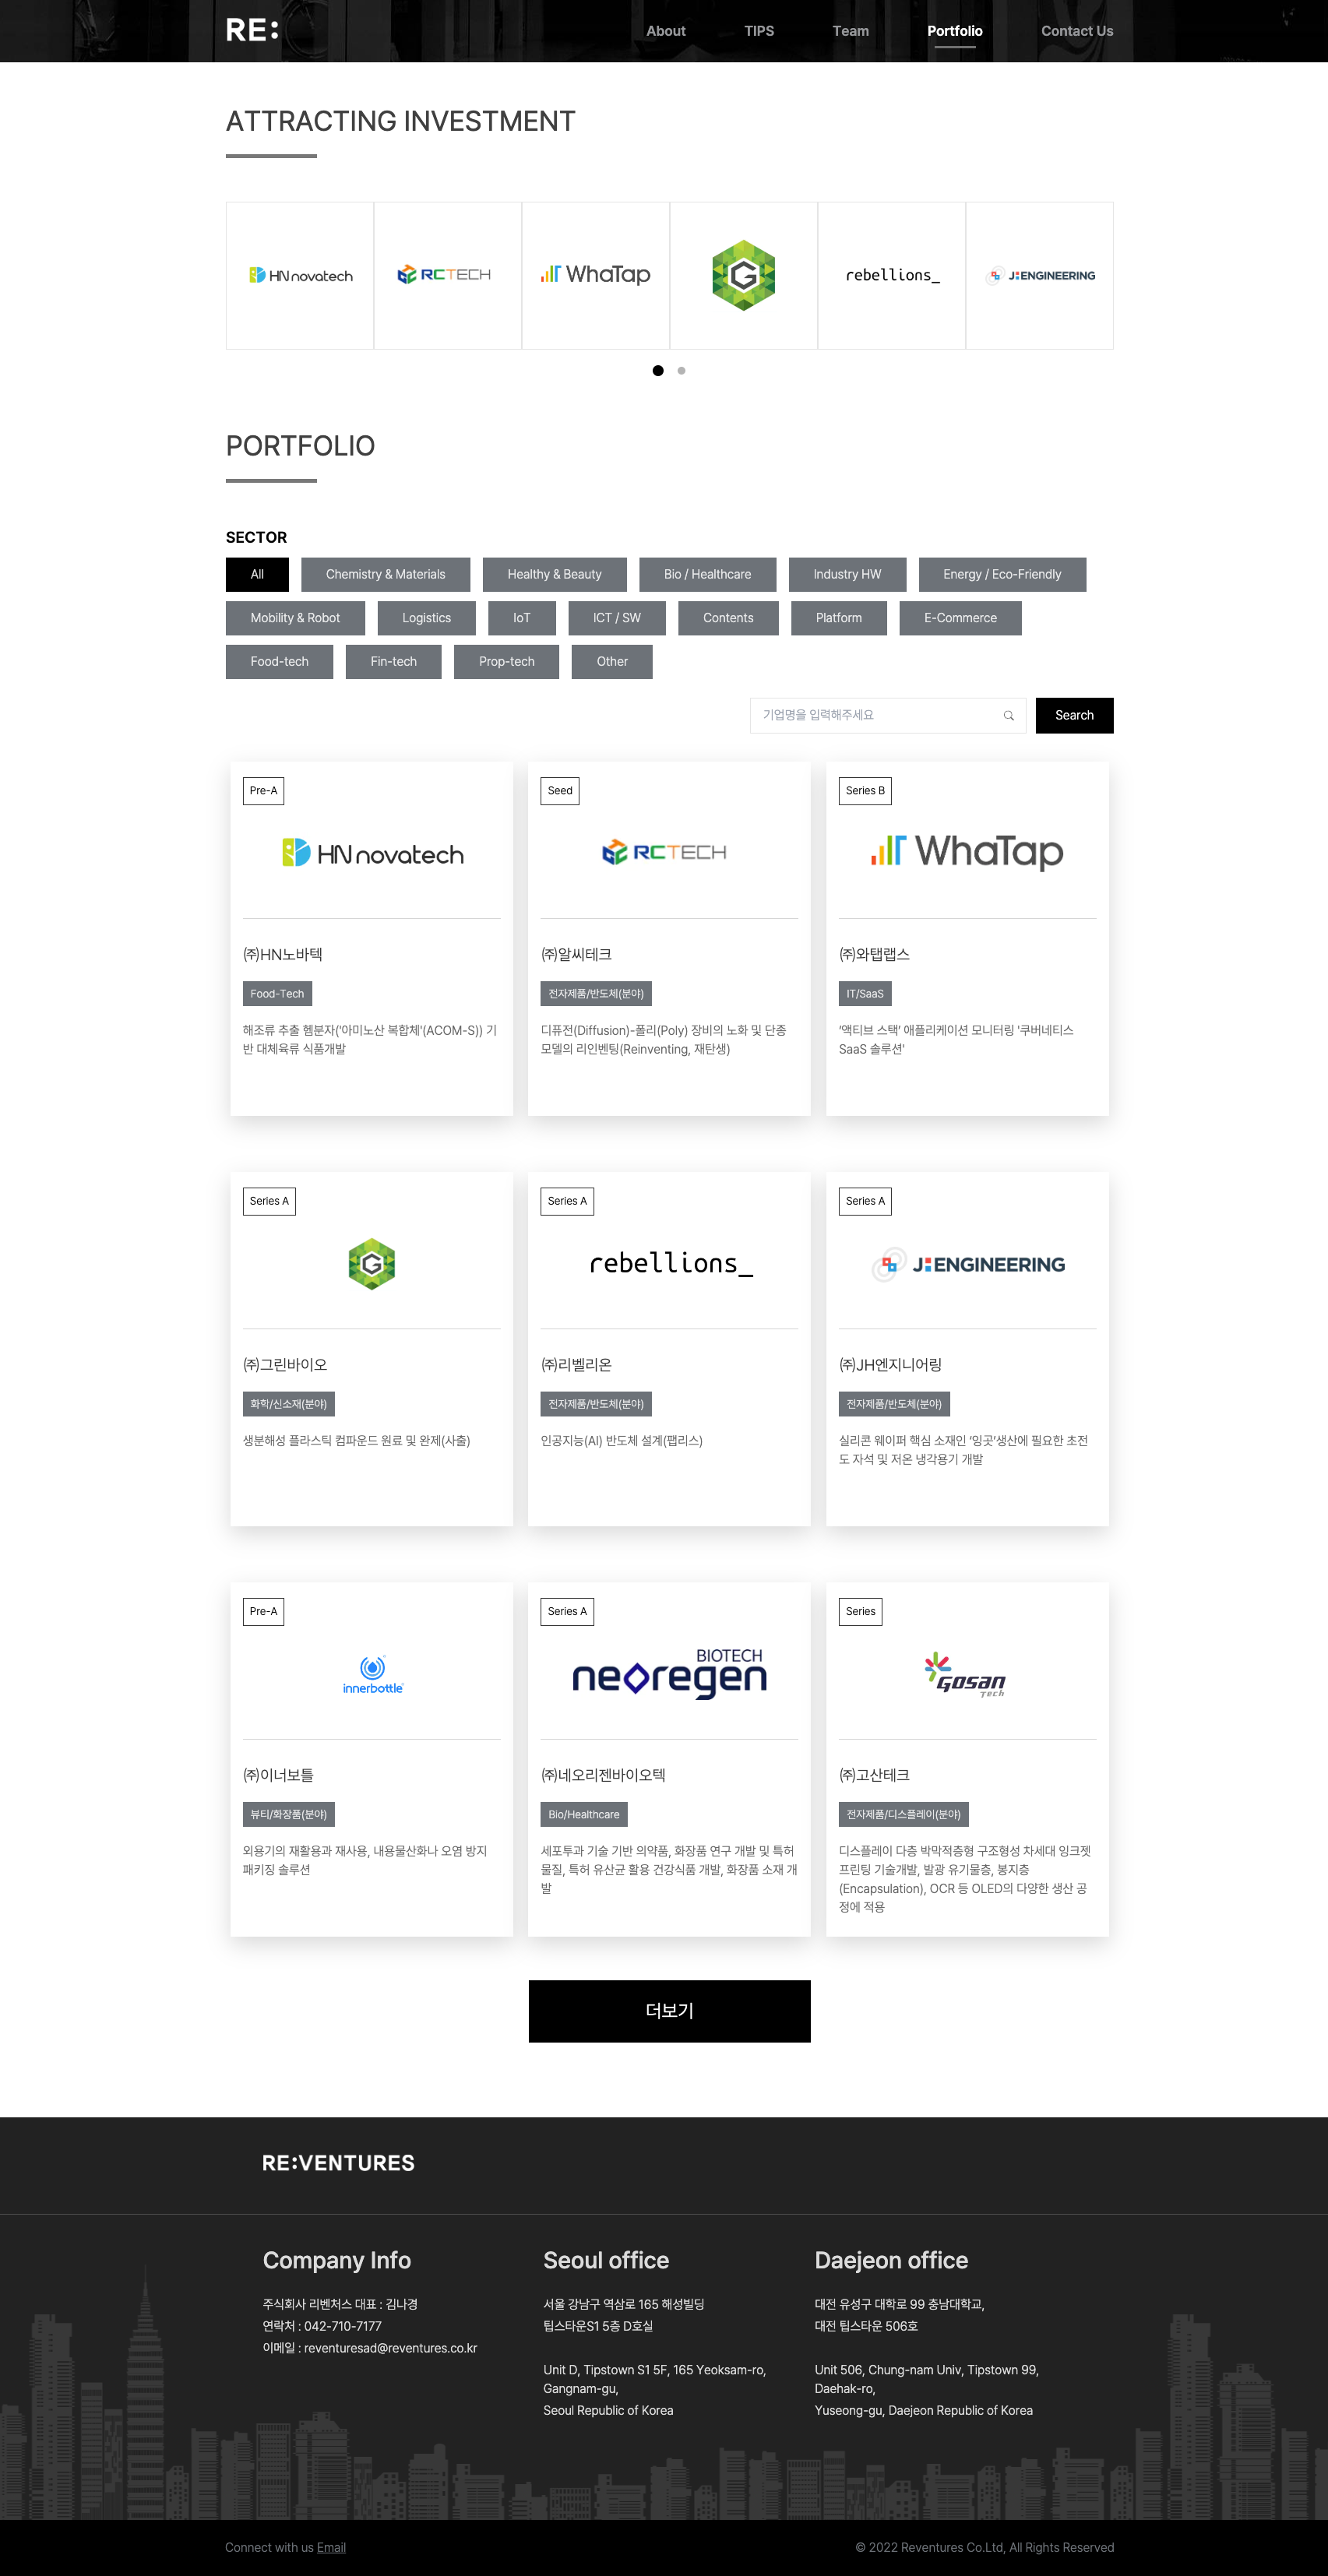 RE:
About
TIPS
Team
Portfolio
Contact Us
ATTRACTING INVESTMENT
HN novatech
RCTECH
WhaTap
G
rebellions_
J:ENGINEERING
PORTFOLIO
SECTOR
All
Chemistry & Materials
Healthy & Beauty
Bio / Healthcare
Industry HW
Energy / Eco-Friendly
Mobility & Robot
Logistics
IoT
ICT / SW
Contents
Platform
E-Commerce
Food-tech
Fin-tech
Prop-tech
Other
기업명을 입력해주세요
Search
Pre-A
HN novatech
㈜HN노바텍
Food-Tech
해조류 추출 헴분자('아미노산 복합체'(ACOM-S)) 기
반 대체육류 식품개발
Seed
RCTECH
㈜알씨테크
전자제품/반도체(분야)
디퓨전(Diffusion)-폴리(Poly) 장비의 노화 및 단종
모델의 리인벤팅(Reinventing, 재탄생)
Series B
WhaTap
㈜와탭랩스
IT/SaaS
'액티브 스택' 애플리케이션 모니터링 '쿠버네티스
SaaS 솔루션'
Series A
G
㈜그린바이오
화학/신소재(분야)
생분해성 플라스틱 컴파운드 원료 및 완제(사출)
Series A
rebellions_
㈜리벨리온
전자제품/반도체(분야)
인공지능(AI) 반도체 설계(팹리스)
Series A
J:ENGINEERING
㈜JH엔지니어링
전자제품/반도체(분야)
실리콘 웨이퍼 핵심 소재인 '잉곳'생산에 필요한 초전
도 자석 및 저온 냉각용기 개발
Pre-A
innerbottle
㈜이너보틀
뷰티/화장품(분야)
외용기의 재활용과 재사용, 내용물산화나 오염 방지
패키징 솔루션
Series A
BIOTECH
neoregen
㈜네오리젠바이오텍
Bio/Healthcare
세포투과 기술 기반 의약품, 화장품 연구 개발 및 특허
물질, 특허 유산균 활용 건강식품 개발, 화장품 소재 개
발
Series
GOSAN
Tech
㈜고산테크
전자제품/디스플레이(분야)
디스플레이 다층 박막적층형 구조형성 차세대 잉크젯
프린팅 기술개발, 발광 유기물층, 봉지층
(Encapsulation), OCR 등 OLED의 다양한 생산 공
정에 적용
더보기
RE:VENTURES
Company Info
주식회사 리벤처스 대표 : 김나경
연락처 : 042-710-7177
이메일 : reventuresad@reventures.co.kr
Seoul office
서울 강남구 역삼로 165 해성빌딩
팁스타운S1 5층 D호실
Unit D, Tipstown S1 5F, 165 Yeoksam-ro,
Gangnam-gu,
Seoul Republic of Korea
Daejeon office
대전 유성구 대학로 99 충남대학교,
대전 팁스타운 506호
Unit 506, Chung-nam Univ, Tipstown 99,
Daehak-ro,
Yuseong-gu, Daejeon Republic of Korea
Connect with us Email
© 2022 Reventures Co.Ltd, All Rights Reserved